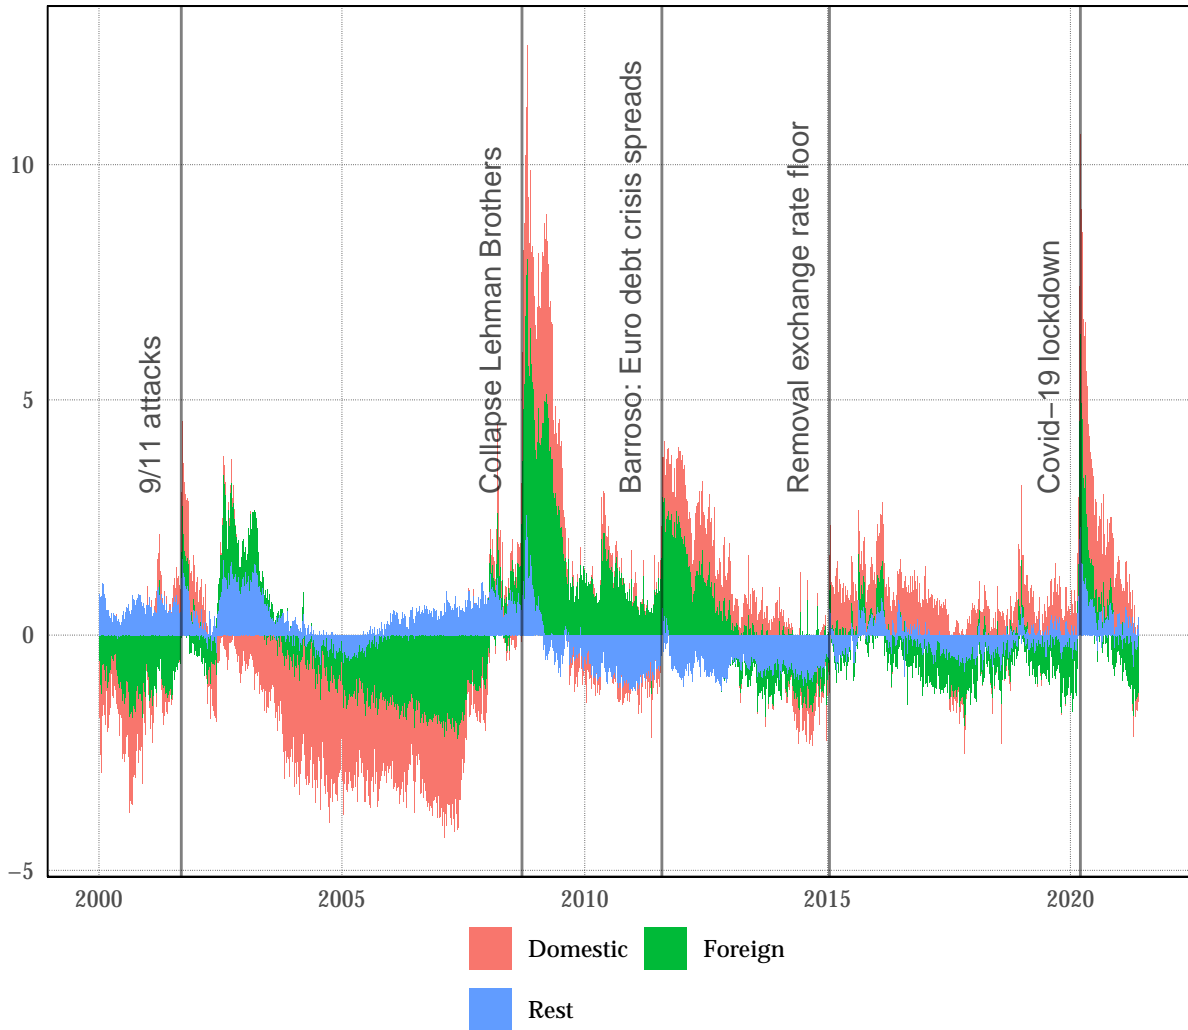 10
5
0
−5
9/11 attacks
Collapse Lehman Brothers
Barroso: Euro debt crisis spreads
Removal exchange rate floor
Covid−19 lockdown
2000 2005 2010 2015 2020
Domestic Foreign
Rest